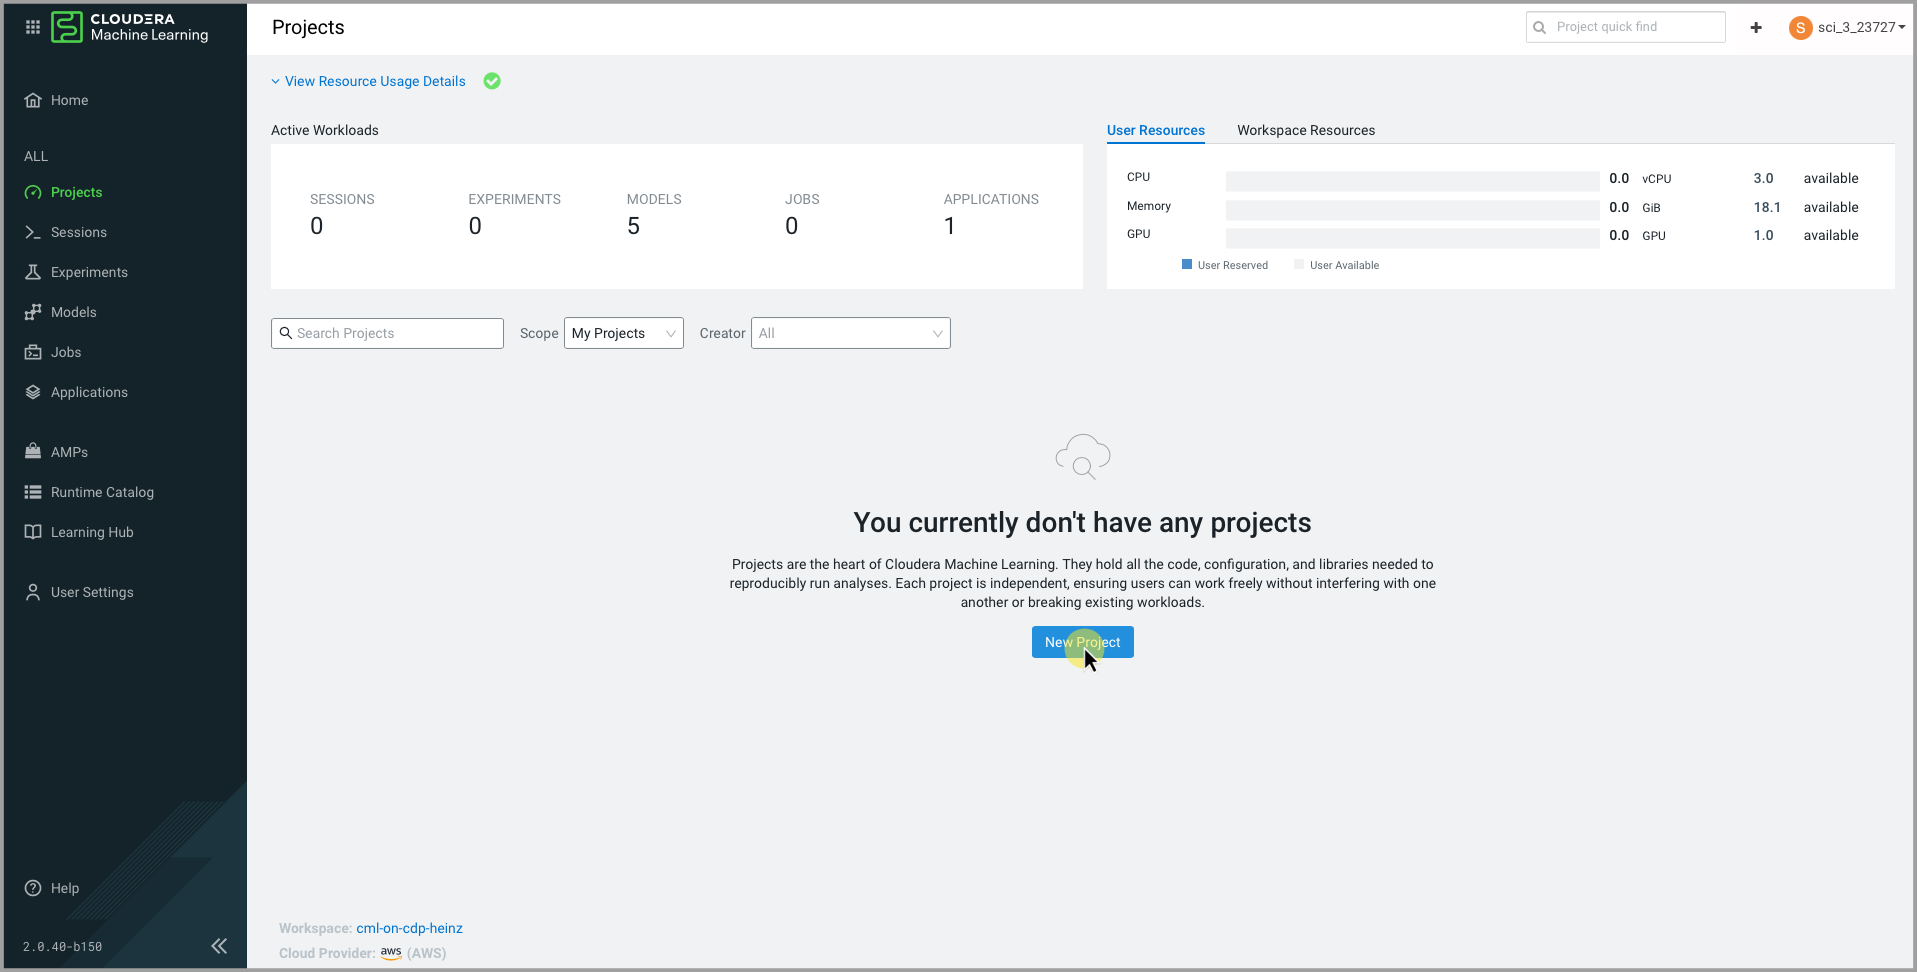 CLOUDERA
Machine Learning
Projects
Project quick find
S
sci_3_23727
View Resource Usage Details
Home
ALL
Projects
Sessions
Experiments
Models
Jobs
Applications
AMPs
Runtime Catalog
Learning Hub
User Settings
Help
2.0.40-b150
Active Workloads
SESSIONS EXPERIMENTS MODELS JOBS APPLICATIONS
0 0 5 0 1
User Resources Workspace Resources
CPU 0.0 vCPU 3.0 available
Memory 0.0 GiB 18.1 available
GPU 0.0 GPU 1.0 available
User Reserved User Available
Search Projects Scope My Projects Creator All
You currently don't have any projects
Projects are the heart of Cloudera Machine Learning. They hold all the code, configuration, and libraries needed to
reproducibly run analyses. Each project is independent, ensuring users can work freely without interfering with one
another or breaking existing workloads.
New Project
Workspace: cml-on-cdp-heinz
Cloud Provider: aws (AWS)